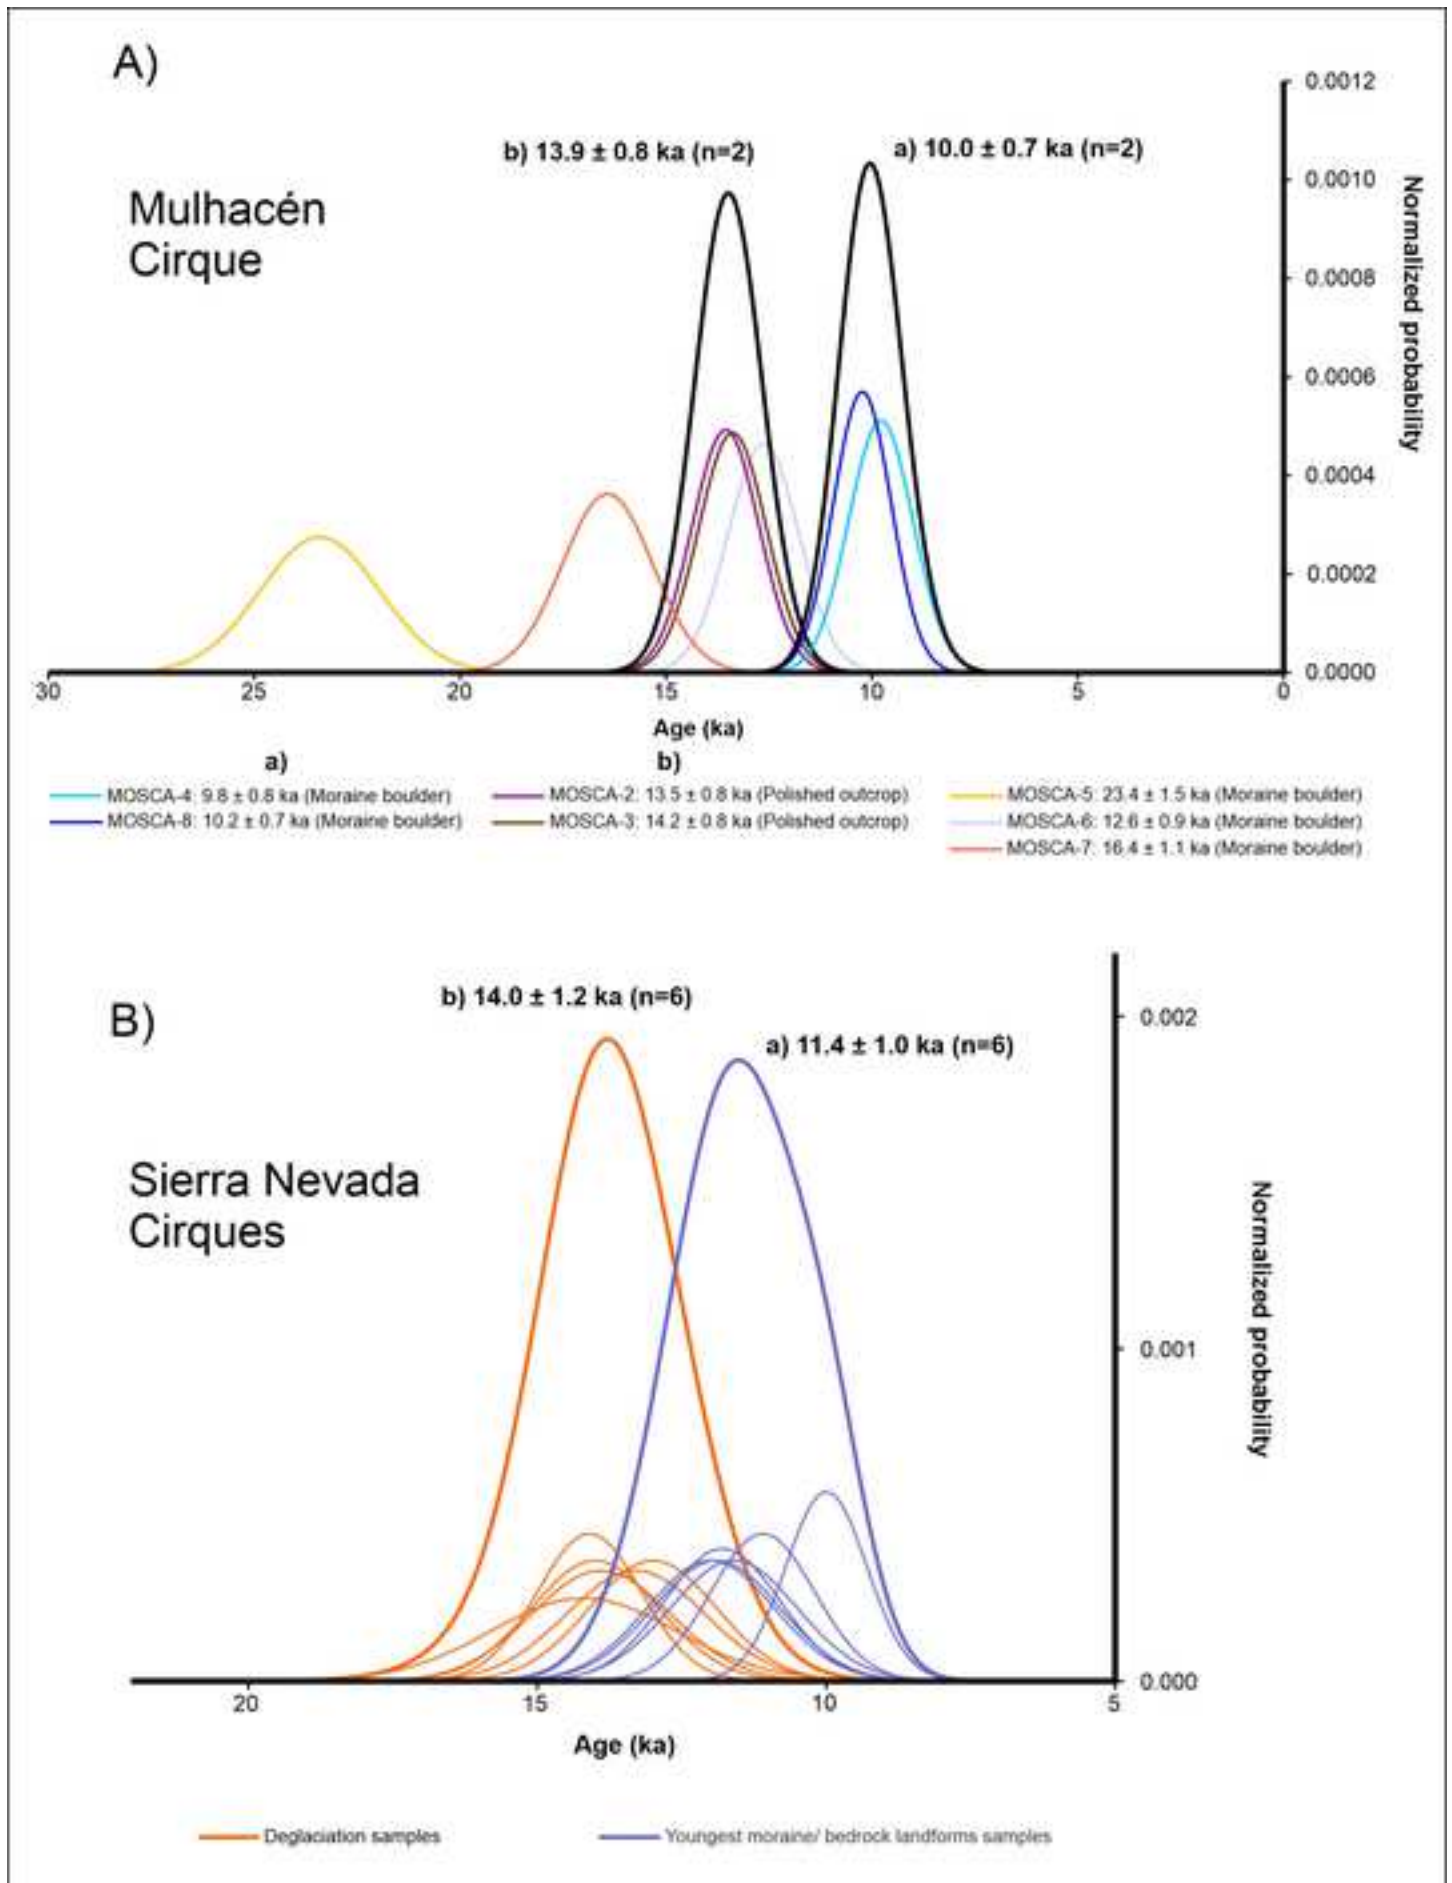 A)
0.0012
b) 13.9 ± 0.8 ka (n=2)
a) 10.0 ± 0.7 ka (n=2)
Mulhacén
Cirque
0.0010
0.0008
0.0006
0.0004
0.0002
0.0000
Normalized probability
30 25 20 15 10 5 0
Age (ka)
a) b)
MOSCA-4: 9.8 ± 0.8 ka (Moraine boulder) MOSCA-2: 13.5 ± 0.8 ka (Polished outcrop) MOSCA-5: 23.4 ± 1.5 ka (Moraine boulder)
MOSCA-8: 10.2 ± 0.7 ka (Moraine boulder) MOSCA-3: 14.2 ± 0.8 ka (Polished outcrop) MOSCA-6: 12.6 ± 0.9 ka (Moraine boulder)
MOSCA-7: 16.4 ± 1.1 ka (Moraine boulder)
B)
b) 14.0 ± 1.2 ka (n=6)
a) 11.4 ± 1.0 ka (n=6)
Sierra Nevada
Cirques
0.002
0.001
0.000
Normalized probability
20 15 10 5
Age (ka)
Deglaciation samples Youngest moraine/ bedrock landforms samples